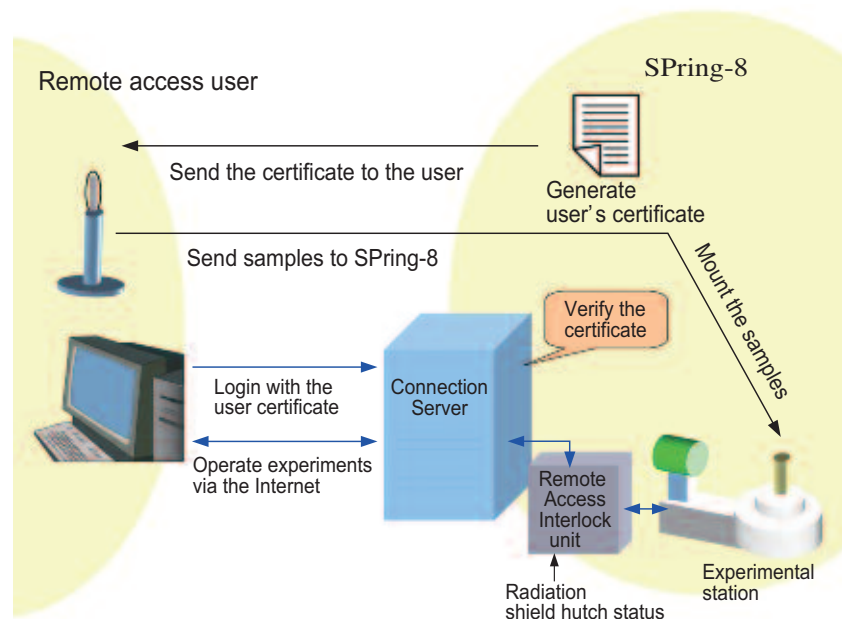 Remote access user
SPring-8
Send the certificate to the user
Generate
user's certificate
Send samples to SPring-8
Mount the samples
Verify the
certificate
Login with the
user certificate
Connection
Server
Operate experiments
via the Internet
Remote
Access
Interlock
unit
Radiation
shield hutch status
Experimental
station